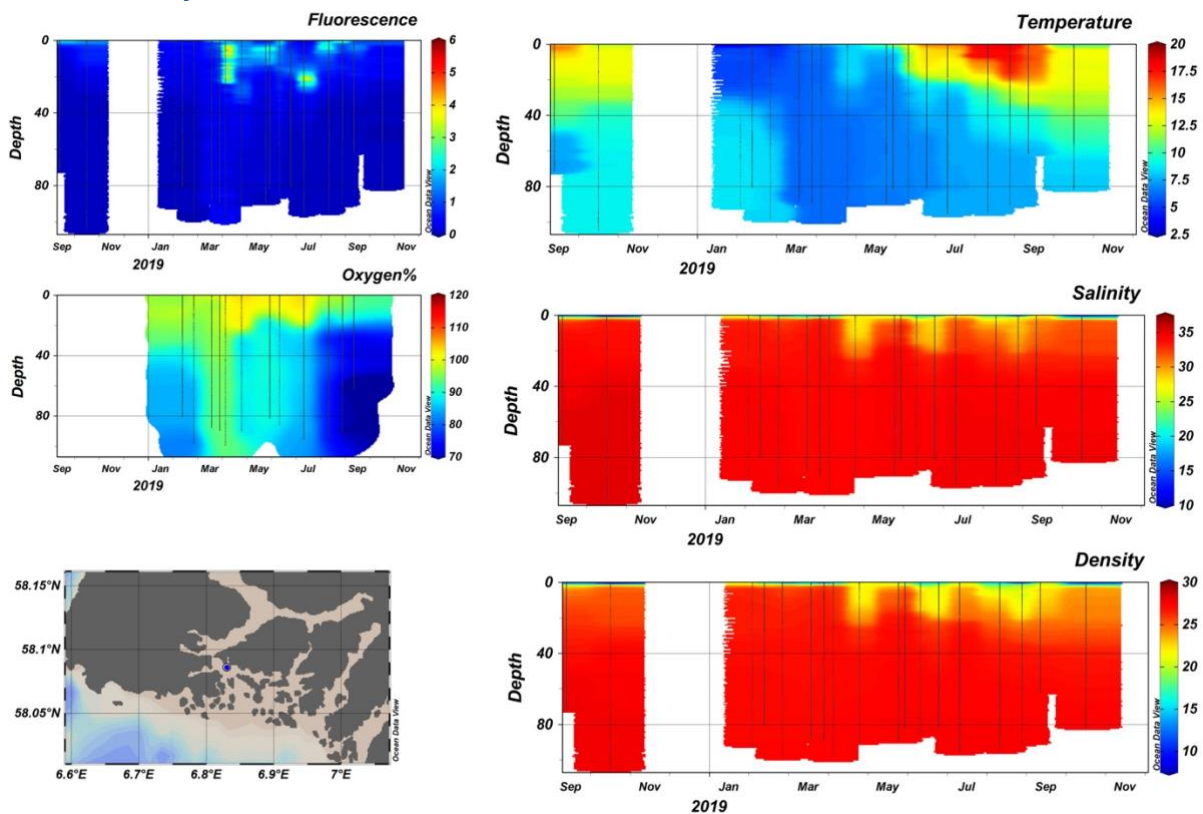 Fluorescence
0
40
80
Depth
Sep Nov Jan Mar May Jul Sep Nov
2019
6
5
4
3
2
1
0
Ocean Data View
Temperature
0
40
80
Depth
Sep Nov Jan Mar May Jul Sep Nov
2019
20
17.5
15
12.5
10
7.5
5
2.5
Ocean Data View
Oxygen%
0
40
80
Depth
Sep Nov Jan Mar May Jul Sep Nov
2019
120
110
100
90
80
70
Ocean Data View
Salinity
0
40
80
Depth
Sep Nov Jan Mar May Jul Sep Nov
2019
35
30
25
20
15
10
Ocean Data View
58.15°N
58.1°N
58.05°N
6.6°E 6.7°E 6.8°E 6.9°E 7°E
Ocean Data View
Density
0
40
80
Depth
Sep Nov Jan Mar May Jul Sep Nov
2019
30
25
20
15
10
Ocean Data View